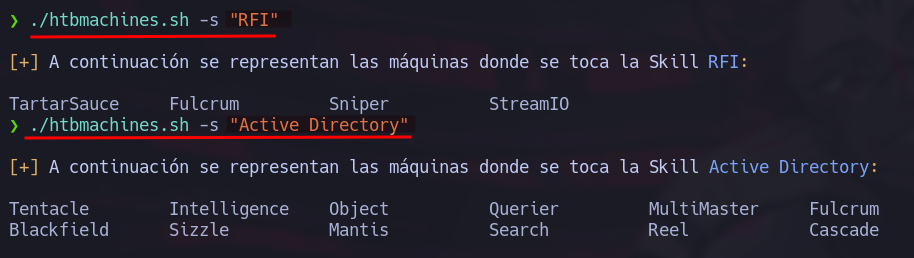 ❯ ./htbmachines.sh -s "RFI"
[+] A continuación se representan las máquinas donde se toca la Skill RFI:
TartarSauce Fulcrum Sniper StreamIO
❯ ./htbmachines.sh -s "Active Directory"
[+] A continuación se representan las máquinas donde se toca la Skill Active Directory:
Tentacle Intelligence Object Querier MultiMaster Fulcrum
Blackfield Sizzle Mantis Search Reel Cascade